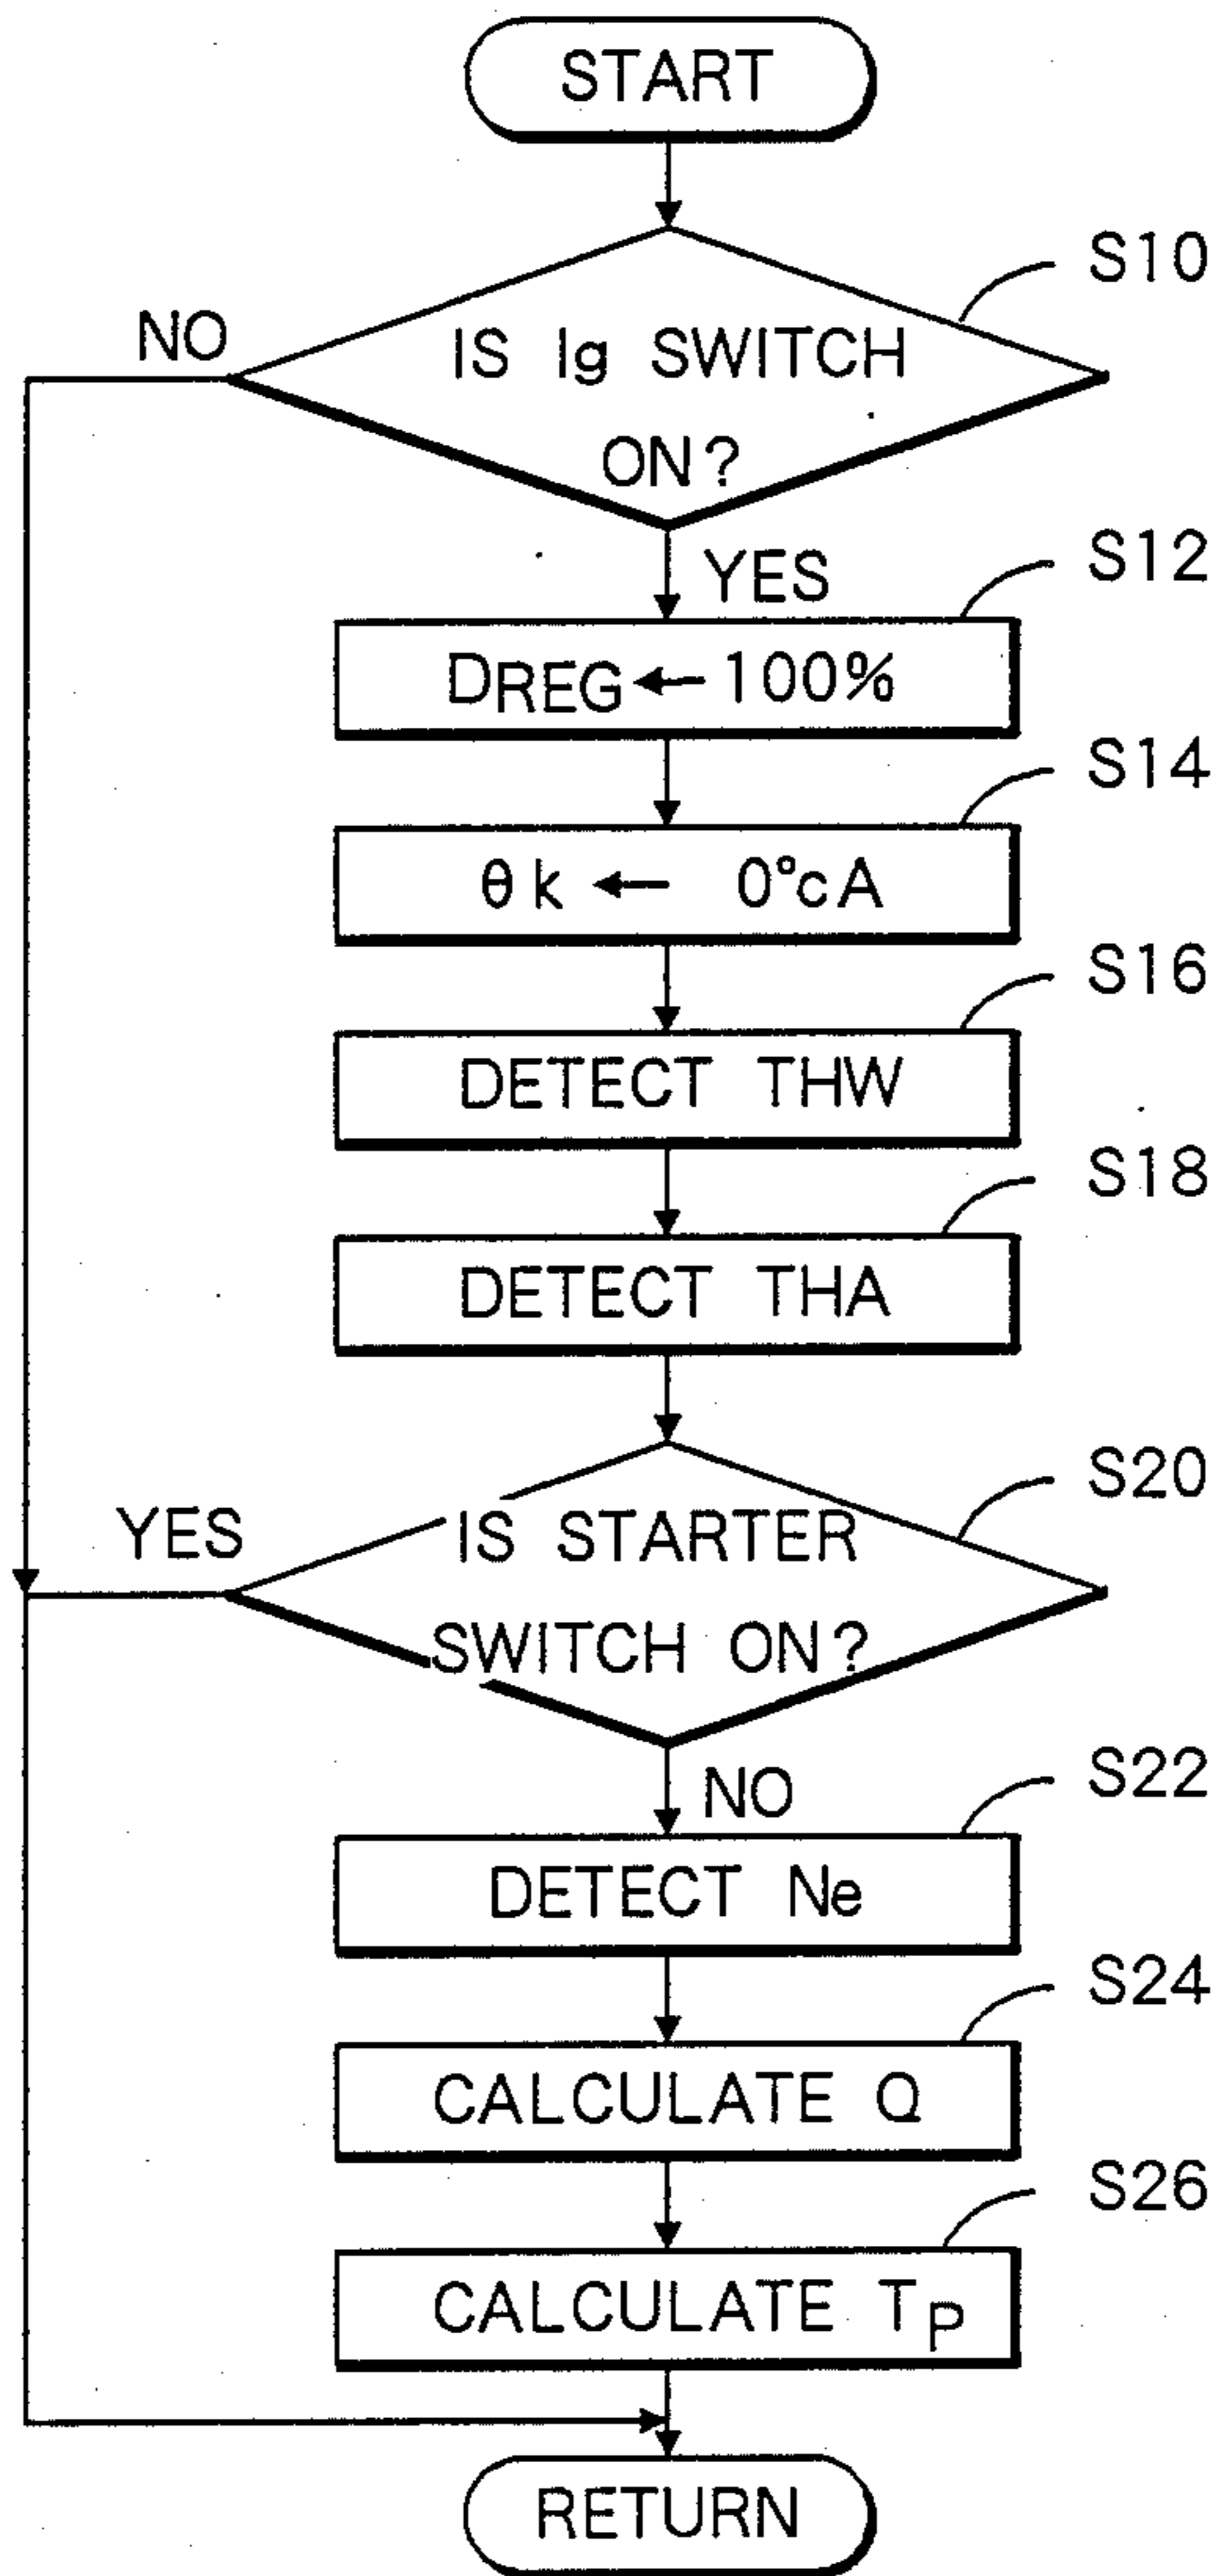 START
S10
NO
IS Ig SWITCH
ON?
YES
S12
DREG ← 100%
S14
θk ← 0°cA
S16
DETECT THW
S18
DETECT THA
S20
YES
IS STARTER
SWITCH ON?
NO
S22
DETECT Ne
S24
CALCULATE Q
S26
CALCULATE TP
RETURN